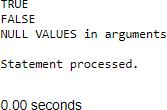 TRUE
FALSE
NULL VALUES in arguments
Statement processed.
0.00 seconds